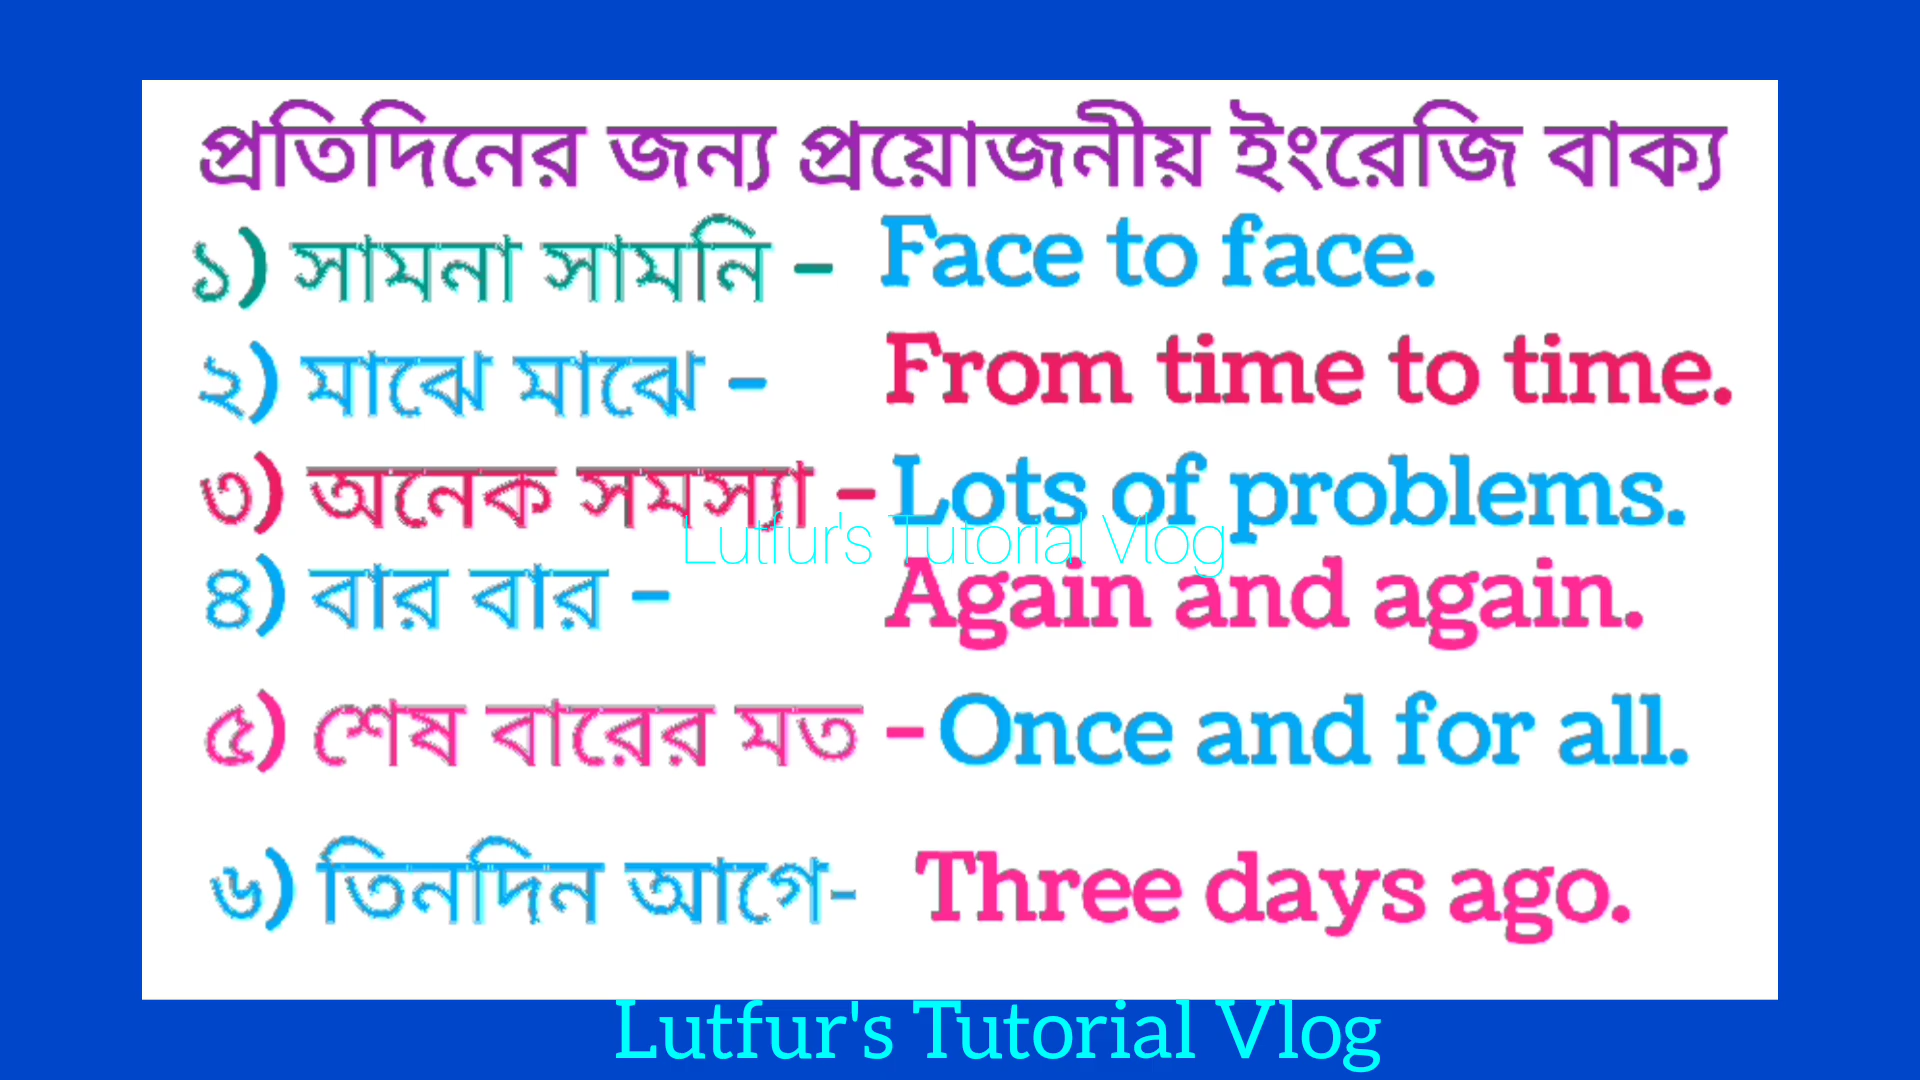 প্রতিদিনের জন্য প্রয়োজনীয় ইংরেজি বাক্য
১) সামনা সামনি – Face to face.
২) মাঝে মাঝে – From time to time.
৩) অনেক সমস্যা – Lots of problems.
Lutfur's Tutorial Vlog
৪) বার বার – Again and again.
৫) শেষ বারের মত – Once and for all.
৬) তিনদিন আগে- Three days ago.
Lutfur's Tutorial Vlog